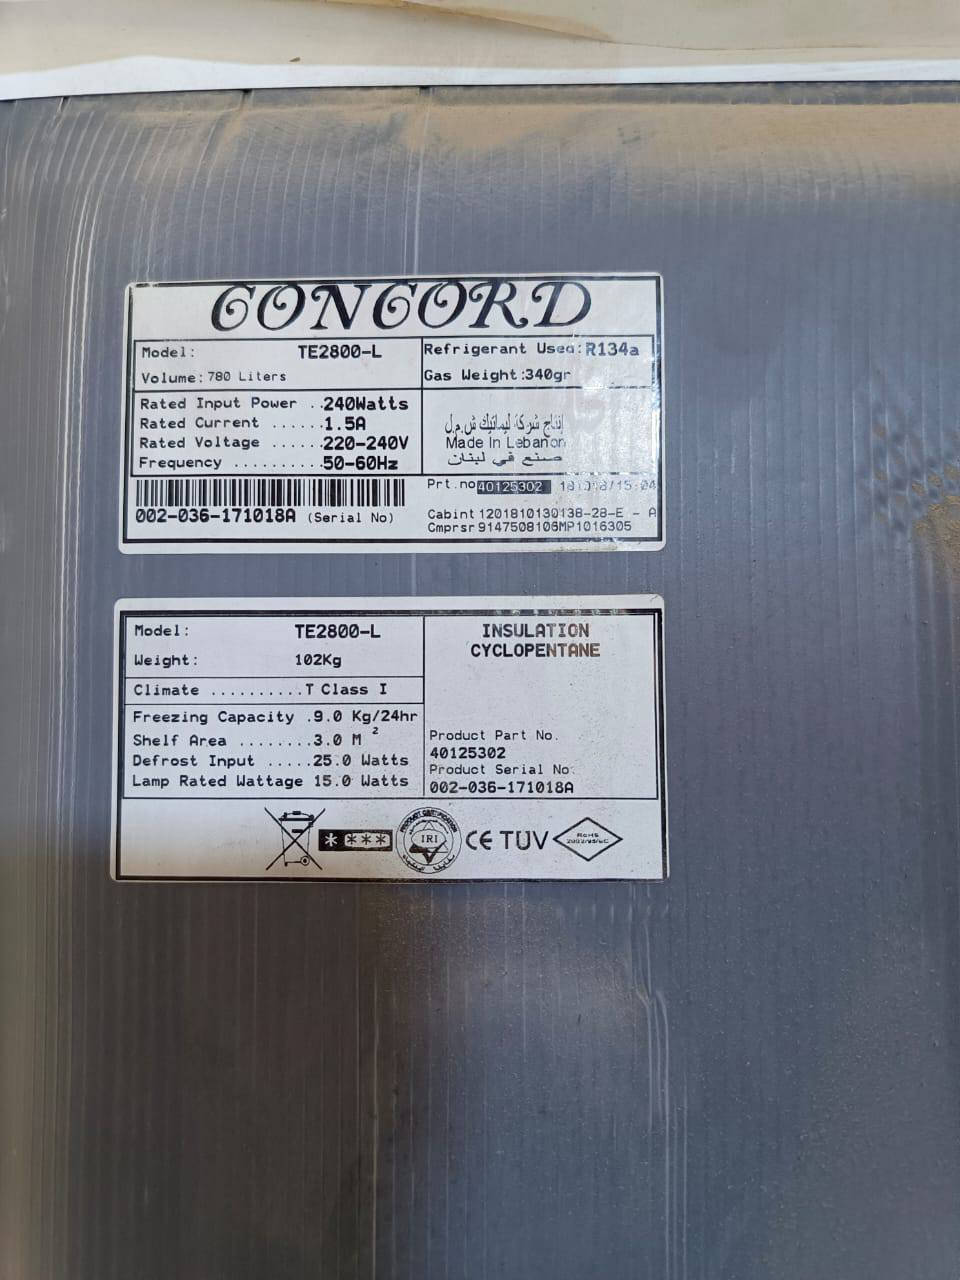 CONCORD
Model: TE2800-L
Volume: 780 Liters
Refrigerant Used: R134a
Gas Weight:340gr
Rated Input Power ..240Watts
Rated Current ......1.5A
Rated Voltage ......220-240V
Frequency ..........50-60Hz
إنتاج شركة ليماتيك ش.م.ل
Made In Lebanon
صنع في لبنان
002-036-171018A (Serial No)
Prt.no 40125302
Cabint 1201810130138-28-E - A
Cmprsr 9147508106MP1016305
Model: TE2800-L
Weight: 102Kg
Climate ..........T Class I
Freezing Capacity .9.0 Kg/24hr
Shelf Area ........3.0 M²
Defrost Input .....25.0 Watts
Lamp Rated Wattage 15.0 Watts
INSULATION
CYCLOPENTANE
Product Part No.
40125302
Product Serial No.
002-036-171018A
* ***
PRODUCT CERTIFICATION
IRI
CE TÜV
RoHS